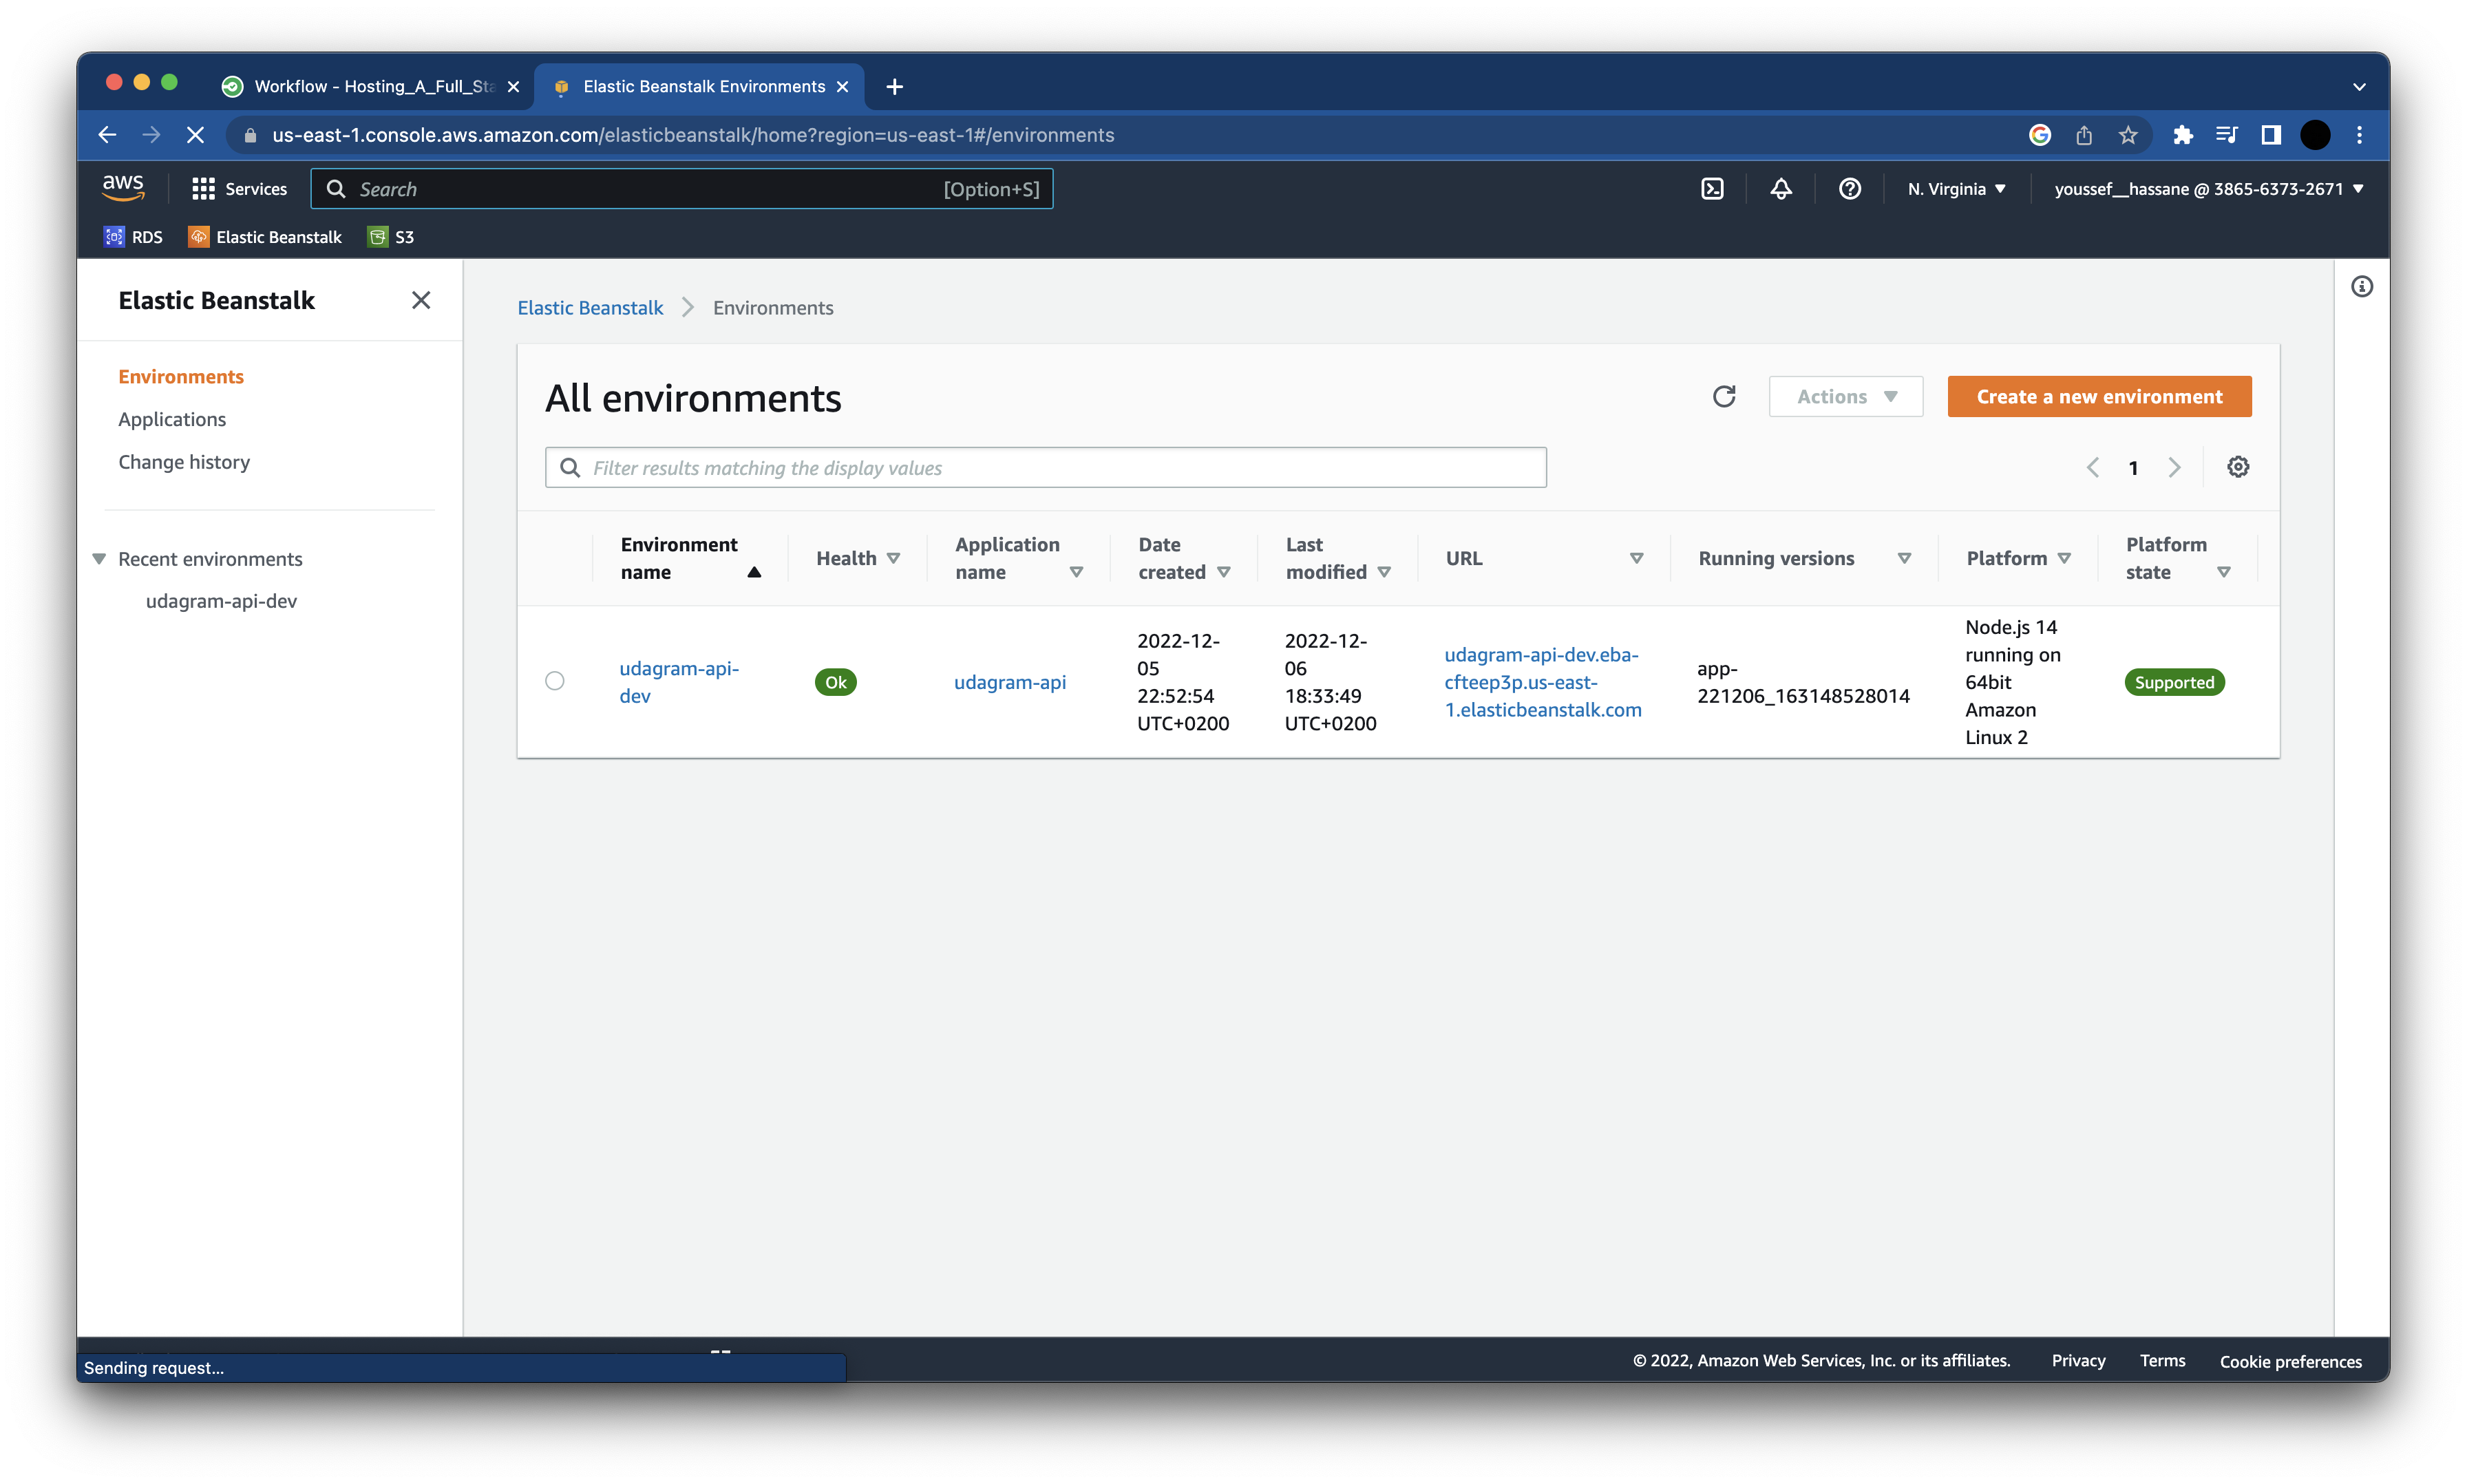 Workflow - Hosting_A_Full_Sta
Elastic Beanstalk Environments
us-east-1.console.aws.amazon.com/elasticbeanstalk/home?region=us-east-1#/environments
aws
Services
Search
[Option+S]
N. Virginia
youssef__hassane @ 3865-6373-2671
RDS
Elastic Beanstalk
S3
Elastic Beanstalk
Environments
Applications
Change history
Recent environments
udagram-api-dev
Elastic Beanstalk
Environments
All environments
Actions
Create a new environment
Filter results matching the display values
1
Environment
name
Health
Application
name
Date
created
Last
modified
URL
Running versions
Platform
Platform
state
udagram-api-
dev
Ok
udagram-api
2022-12-
05
22:52:54
UTC+0200
2022-12-
06
18:33:49
UTC+0200
udagram-api-dev.eba-
cfteep3p.us-east-
1.elasticbeanstalk.com
app-
221206_163148528014
Node.js 14
running on
64bit
Amazon
Linux 2
Supported
Sending request...
© 2022, Amazon Web Services, Inc. or its affiliates.
Privacy
Terms
Cookie preferences